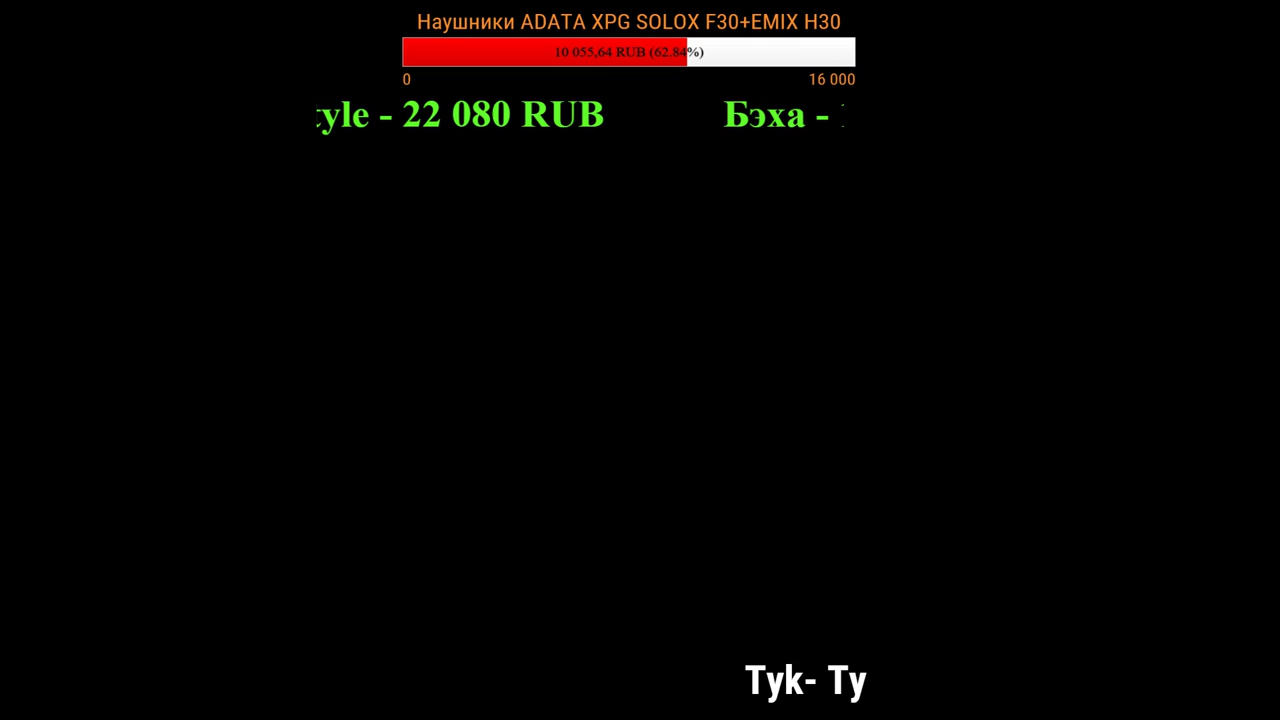 Наушники ADATA XPG SOLOX F30+EMIX H30
10 055,64 RUB (62.84%)
0 16 000
tyle - 22 080 RUB Бэха -
Tyk- Ty